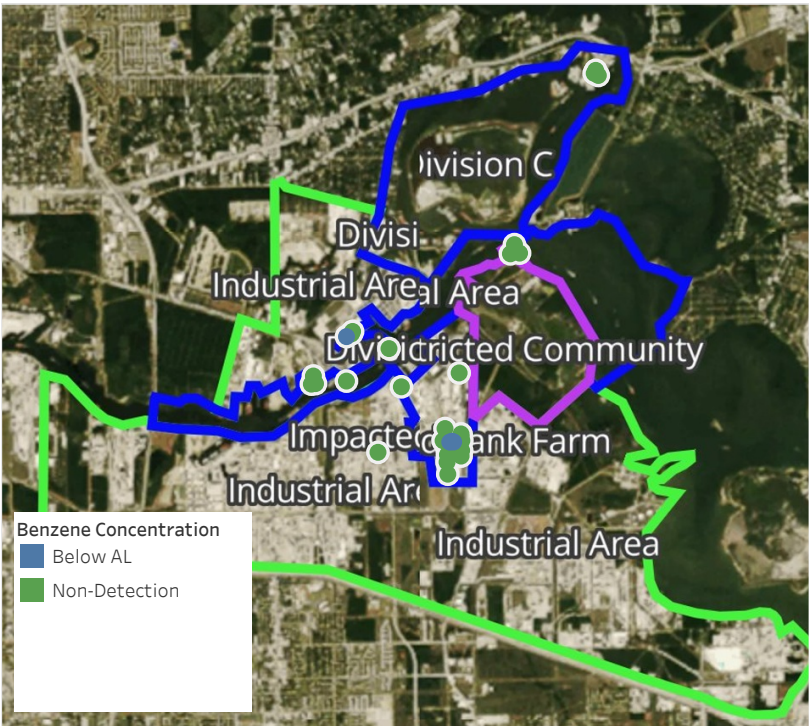 Division C
Divisi
Industrial Area
al Area
Divi
tricted Community
Impacted
Tank Farm
Industrial Are
Industrial Area
Benzene Concentration
Below AL
Non-Detection